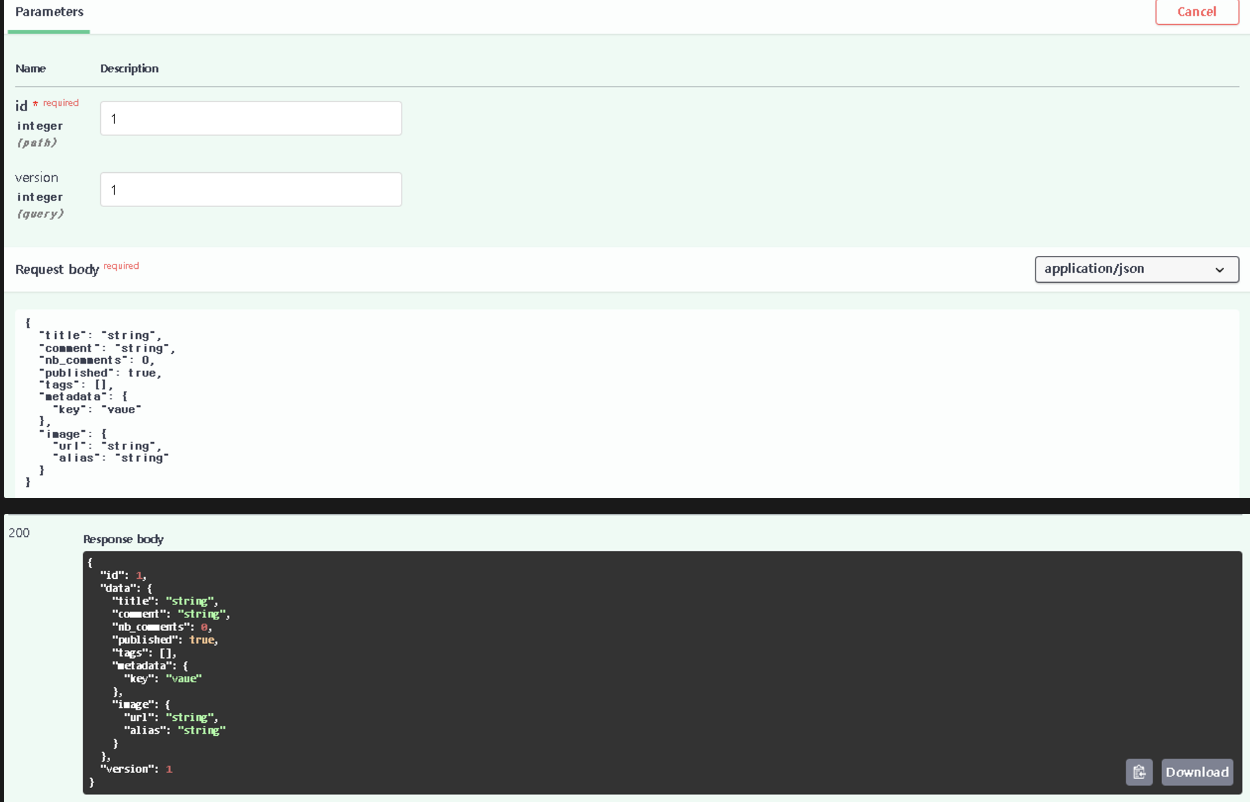 Parameters
Cancel
Name Description
id * required
integer
(path)
1
version
integer
(query)
1
Request body required
application/json
{
  "title": "string",
  "comment": "string",
  "nb_comments": 0,
  "published": true,
  "tags": [],
  "metadata": {
    "key": "vaue"
  },
  "image": {
    "url": "string",
    "alias": "string"
  }
}
200
Response body
{
  "id": 1,
  "data": {
    "title": "string",
    "comment": "string",
    "nb_comments": 0,
    "published": true,
    "tags": [],
    "metadata": {
      "key": "vaue"
    },
    "image": {
      "url": "string",
      "alias": "string"
    }
  },
  "version": 1
}
Download